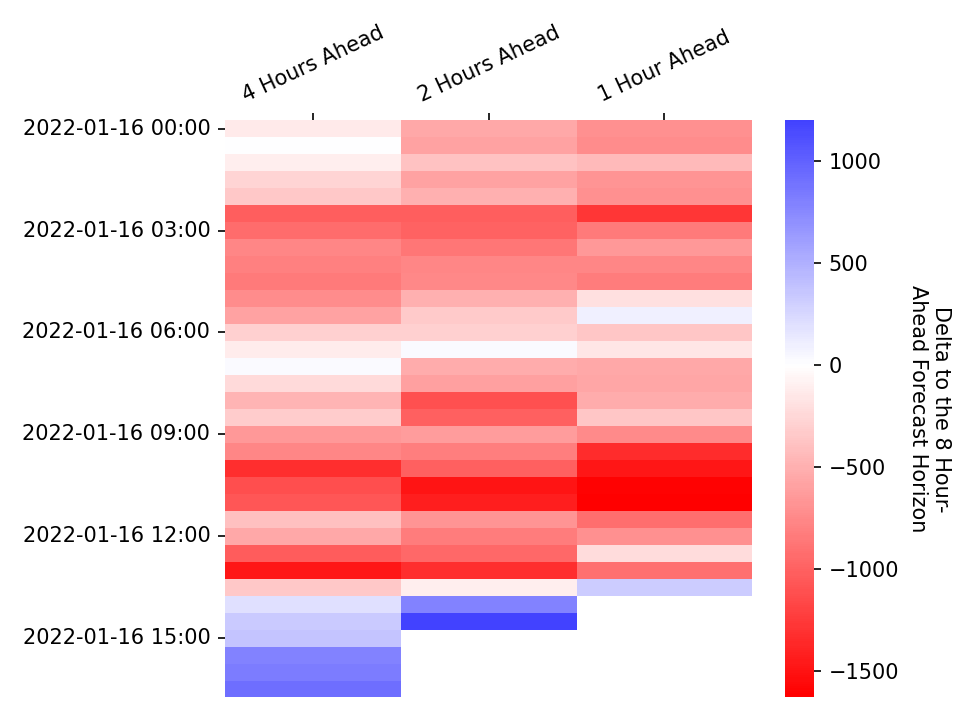 4 Hours Ahead
2 Hours Ahead
1 Hour Ahead
2022-01-16 00:00
2022-01-16 03:00
2022-01-16 06:00
2022-01-16 09:00
2022-01-16 12:00
2022-01-16 15:00
1000
500
0
−500
−1000
−1500
Delta to the 8 Hour-
Ahead Forecast Horizon